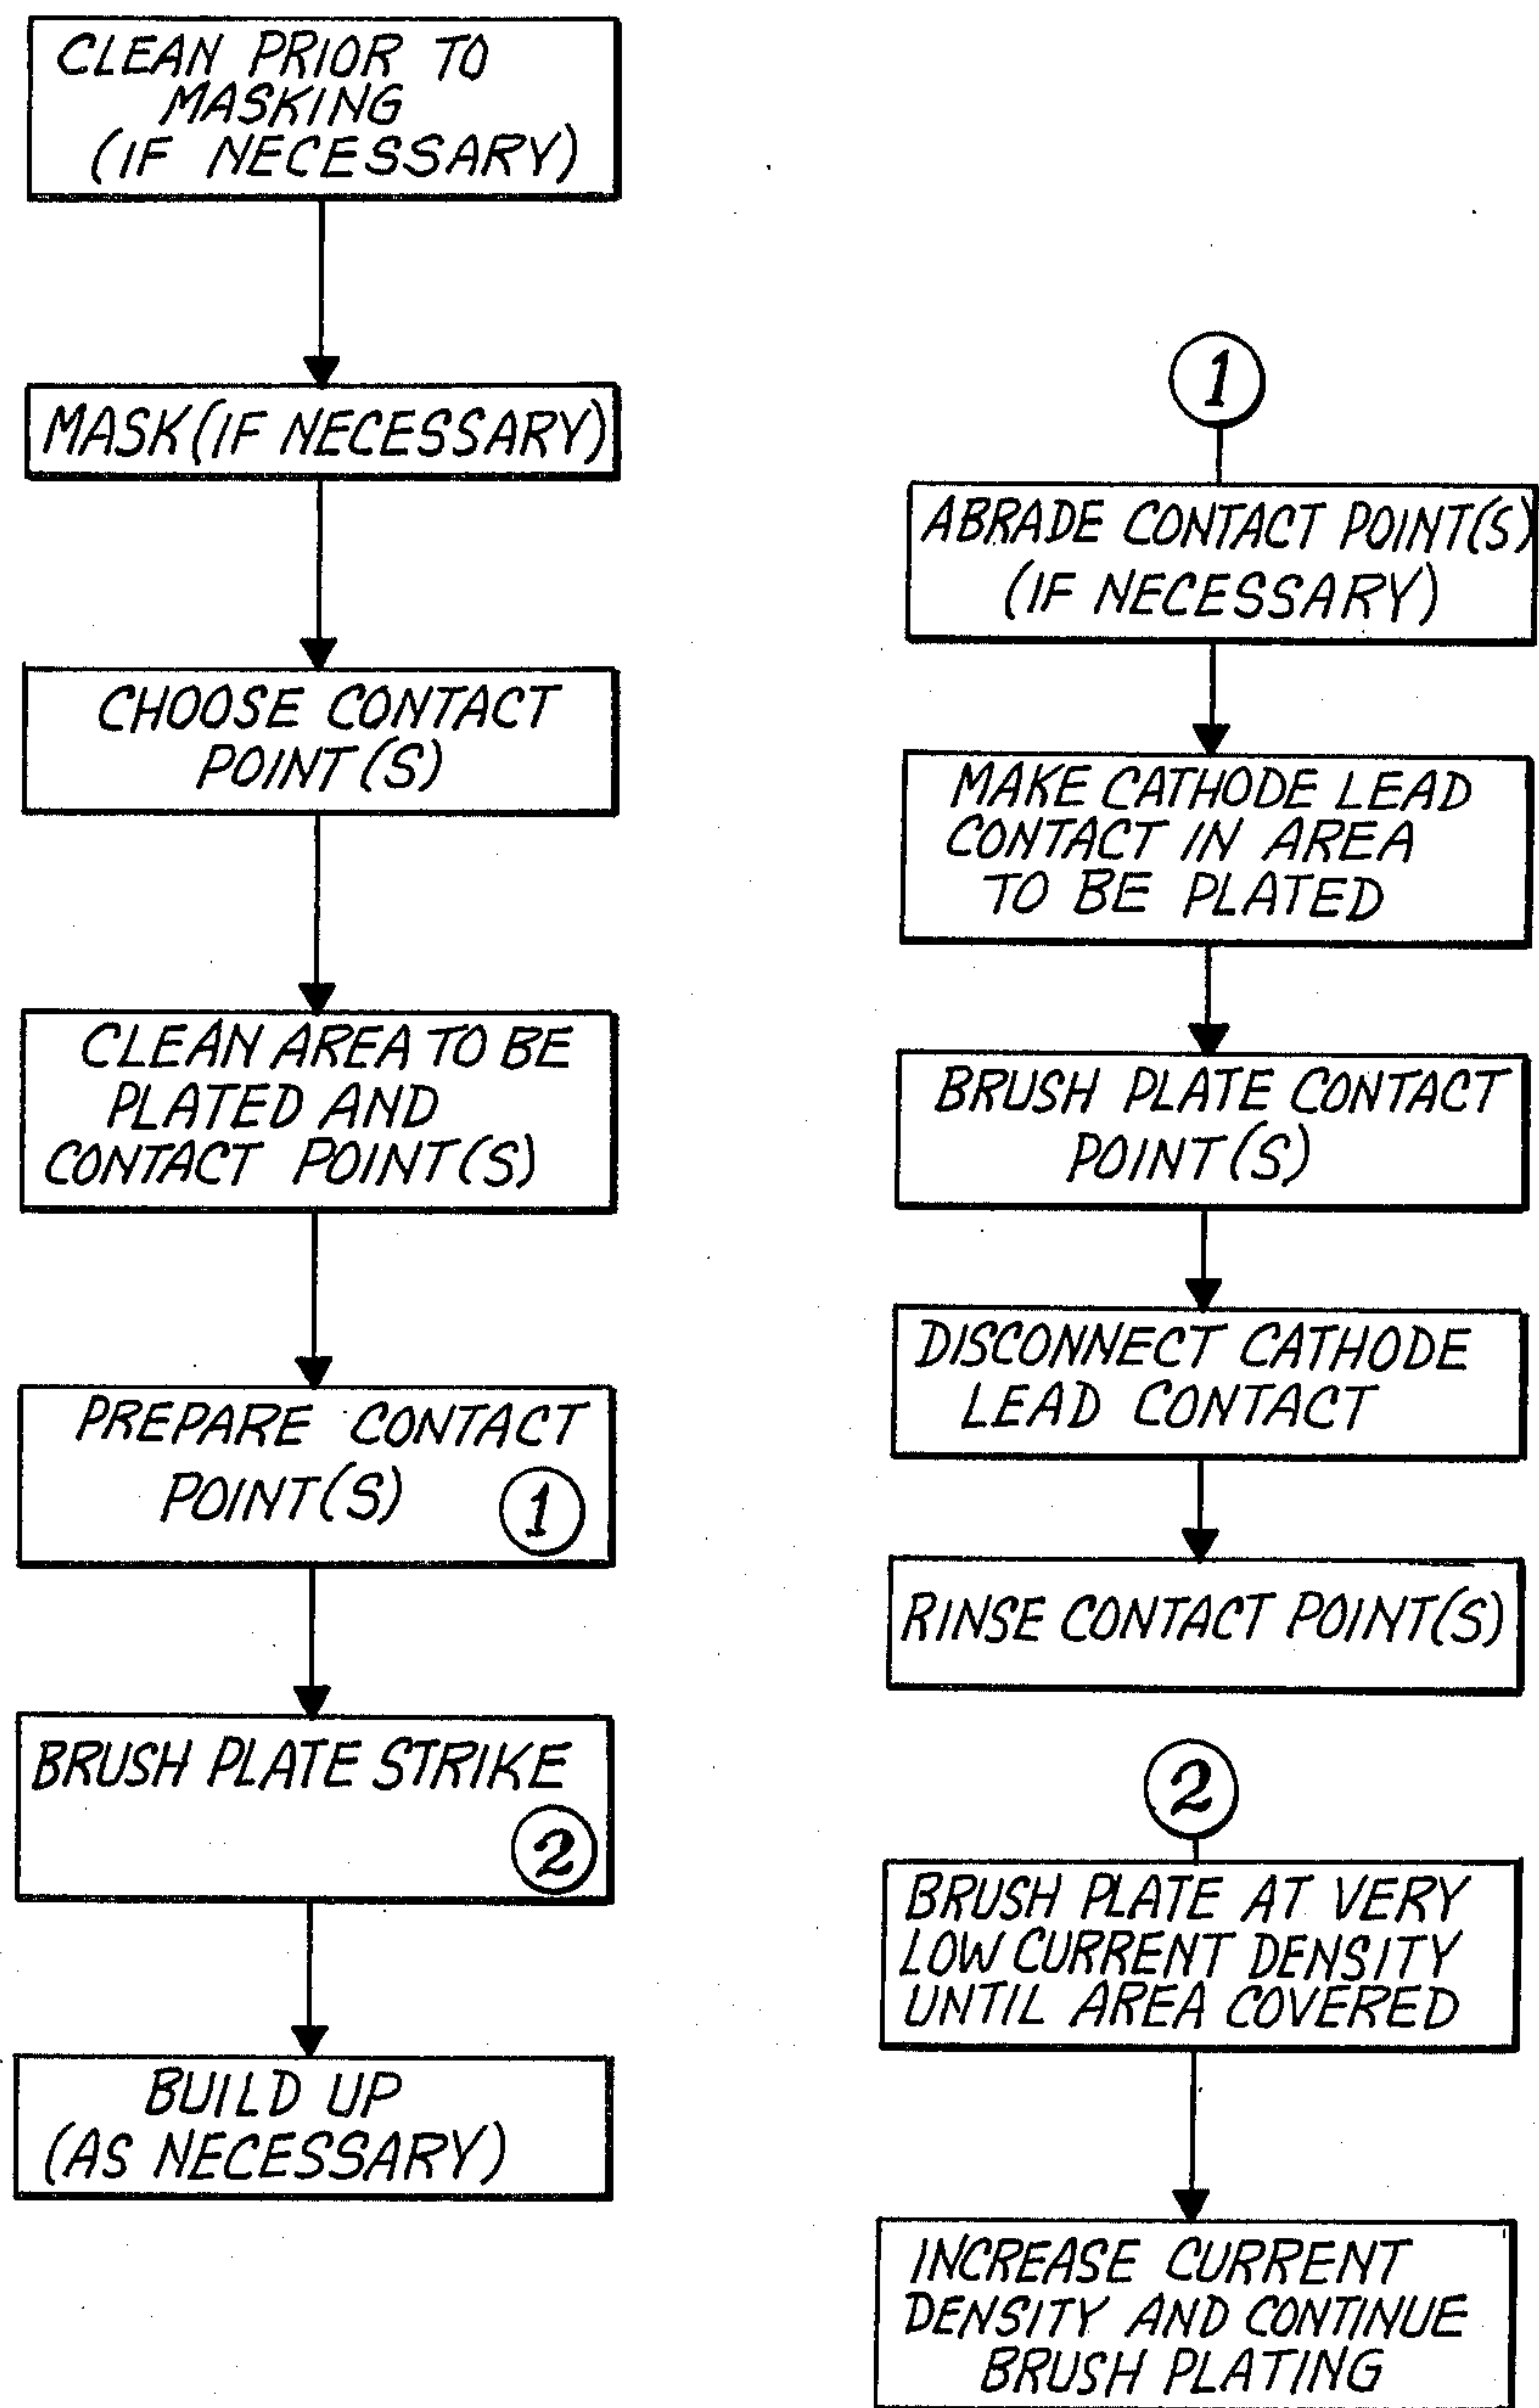 CLEAN PRIOR TO
MASKING
(IF NECESSARY)
MASK (IF NECESSARY)
CHOOSE CONTACT
POINT(S)
CLEAN AREA TO BE
PLATED AND
CONTACT POINT(S)
PREPARE CONTACT
POINT(S) 1
BRUSH PLATE STRIKE
2
BUILD UP
(AS NECESSARY)
1
ABRADE CONTACT POINT(S)
(IF NECESSARY)
MAKE CATHODE LEAD
CONTACT IN AREA
TO BE PLATED
BRUSH PLATE CONTACT
POINT(S)
DISCONNECT CATHODE
LEAD CONTACT
RINSE CONTACT POINT(S)
2
BRUSH PLATE AT VERY
LOW CURRENT DENSITY
UNTIL AREA COVERED
INCREASE CURRENT
DENSITY AND CONTINUE
BRUSH PLATING